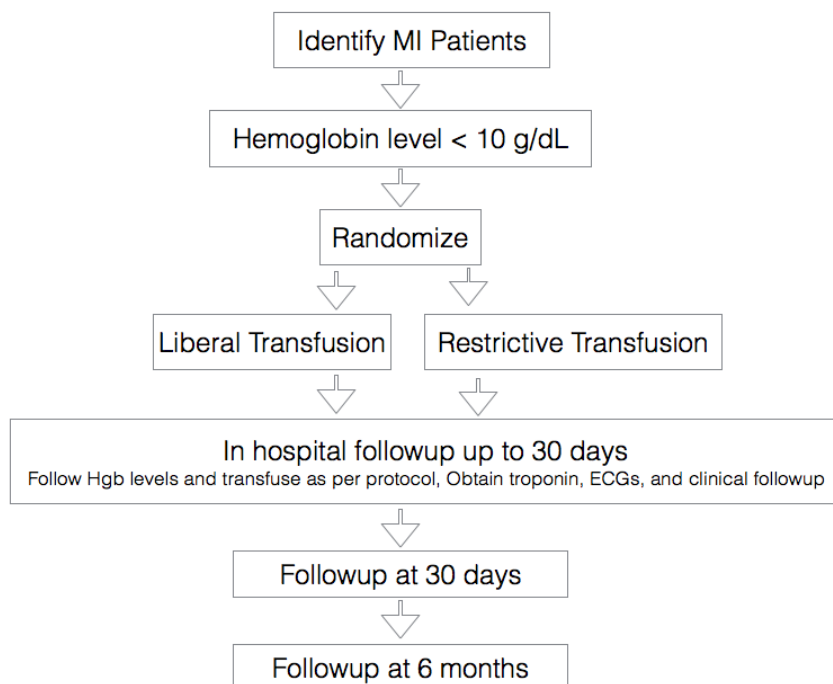 Identify MI Patients
Hemoglobin level < 10 g/dL
Randomize
Liberal Transfusion
Restrictive Transfusion
In hospital followup up to 30 days
Follow Hgb levels and transfuse as per protocol, Obtain troponin, ECGs, and clinical followup
Followup at 30 days
Followup at 6 months